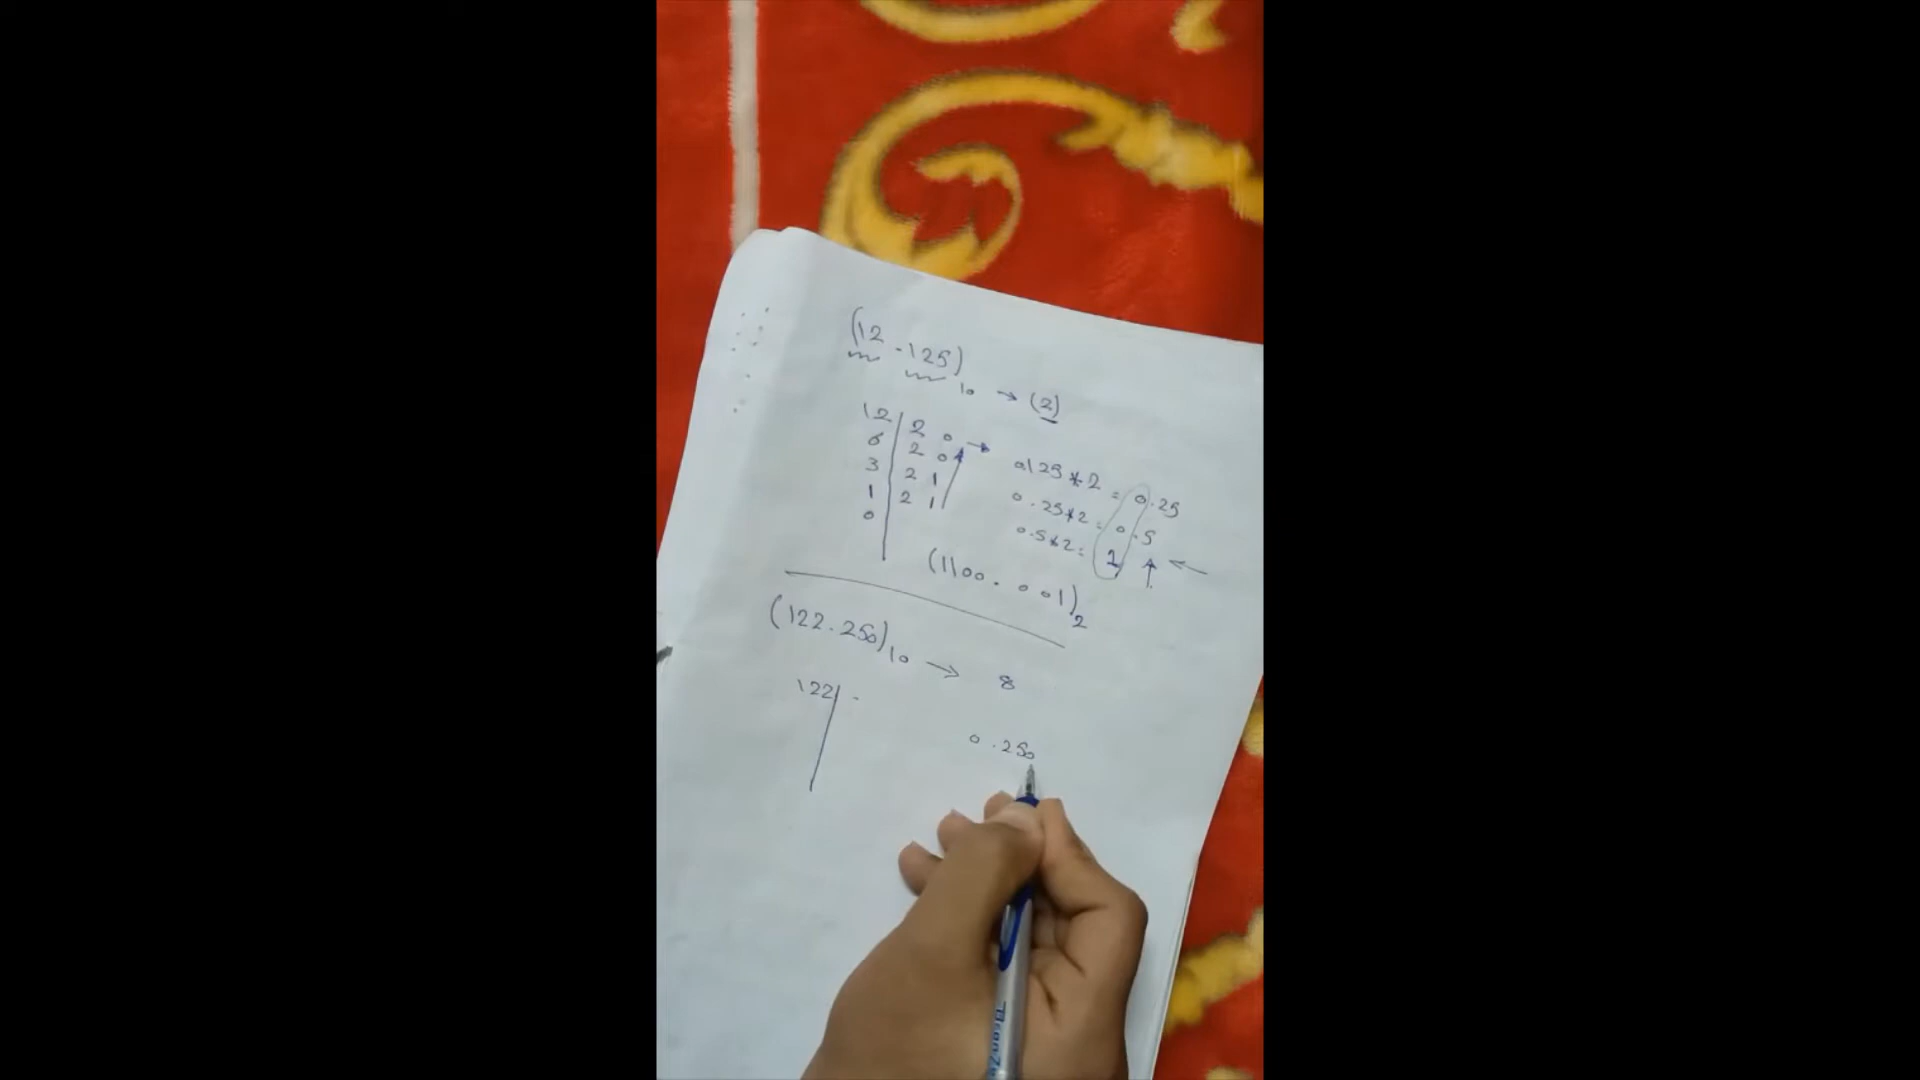 (12.125)10 → (2)
12 | 2 0 →
6 | 2 0
3 | 2 1
1 | 2 1
0
0.125*2 = 0.25
0.25*2 = 0.5
0.5*2 = 1 ←
(1100.001)2
(122.250)10 → 8
122 | -
0.250